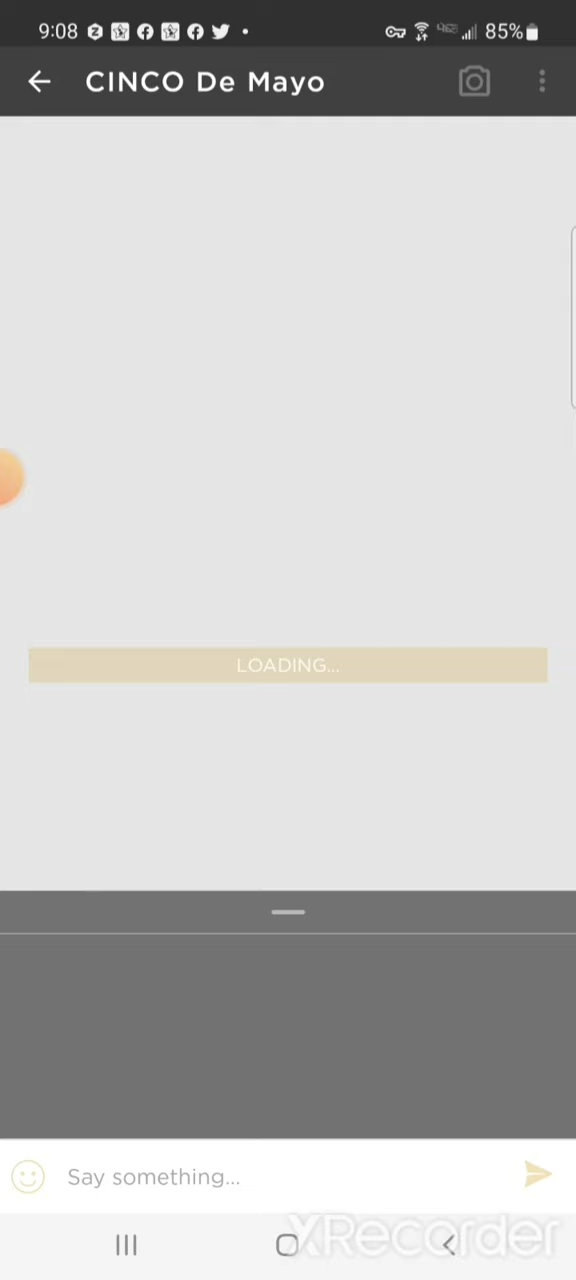 9:08
85%
CINCO De Mayo
LOADING...
Say something...
XRecorder